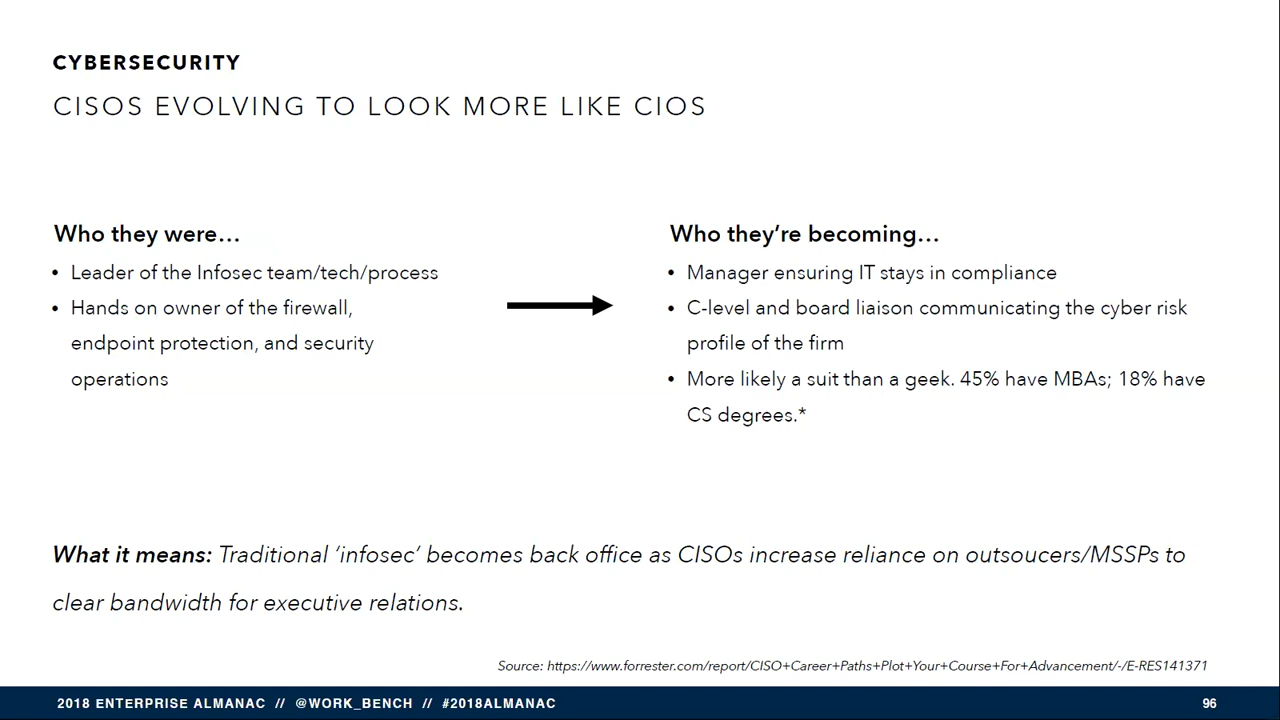 CYBERSECURITY
CISOS EVOLVING TO LOOK MORE LIKE CIOS
Who they were…
• Leader of the Infosec team/tech/process
• Hands on owner of the firewall,
endpoint protection, and security
operations
Who they’re becoming…
• Manager ensuring IT stays in compliance
• C-level and board liaison communicating the cyber risk
profile of the firm
• More likely a suit than a geek. 45% have MBAs; 18% have
CS degrees.*
What it means: Traditional ‘infosec’ becomes back office as CISOs increase reliance on outsoucers/MSSPs to
clear bandwidth for executive relations.
Source: https://www.forrester.com/report/CISO+Career+Paths+Plot+Your+Course+For+Advancement/-/E-RES141371
2018 ENTERPRISE ALMANAC // @WORK_BENCH // #2018ALMANAC
96